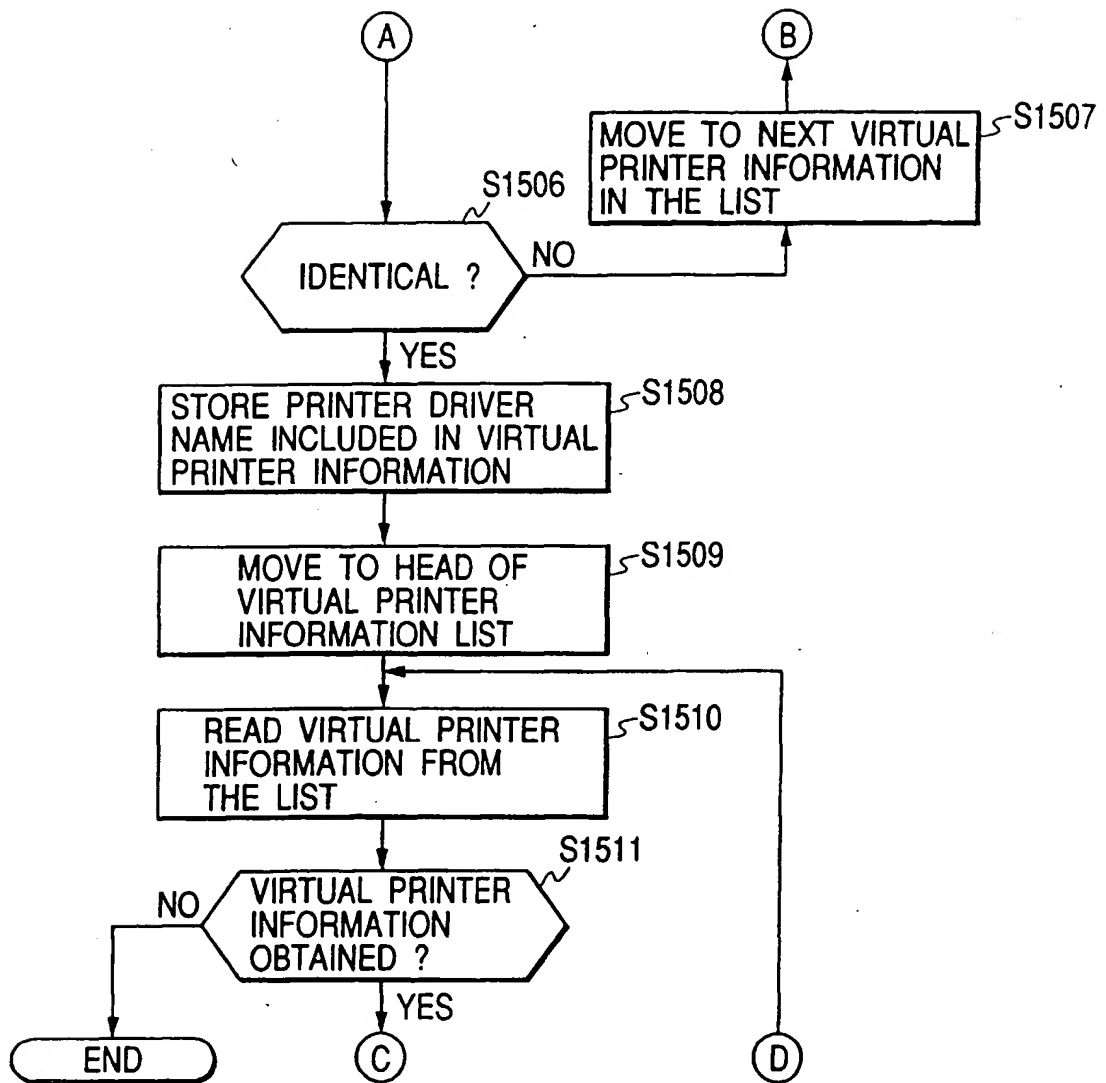 A
B
MOVE TO NEXT VIRTUAL
PRINTER INFORMATION
IN THE LIST
S1507
S1506
IDENTICAL ?
NO
YES
STORE PRINTER DRIVER
NAME INCLUDED IN VIRTUAL
PRINTER INFORMATION
S1508
MOVE TO HEAD OF
VIRTUAL PRINTER
INFORMATION LIST
S1509
READ VIRTUAL PRINTER
INFORMATION FROM
THE LIST
S1510
S1511
VIRTUAL PRINTER
INFORMATION
OBTAINED ?
NO
YES
END
C
D